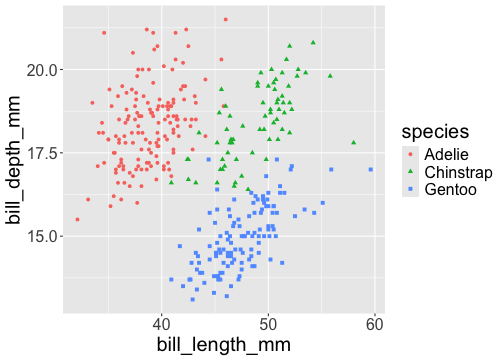 20.0
17.5
15.0
bill_depth_mm
40
50
60
bill_length_mm
species
Adelie
Chinstrap
Gentoo